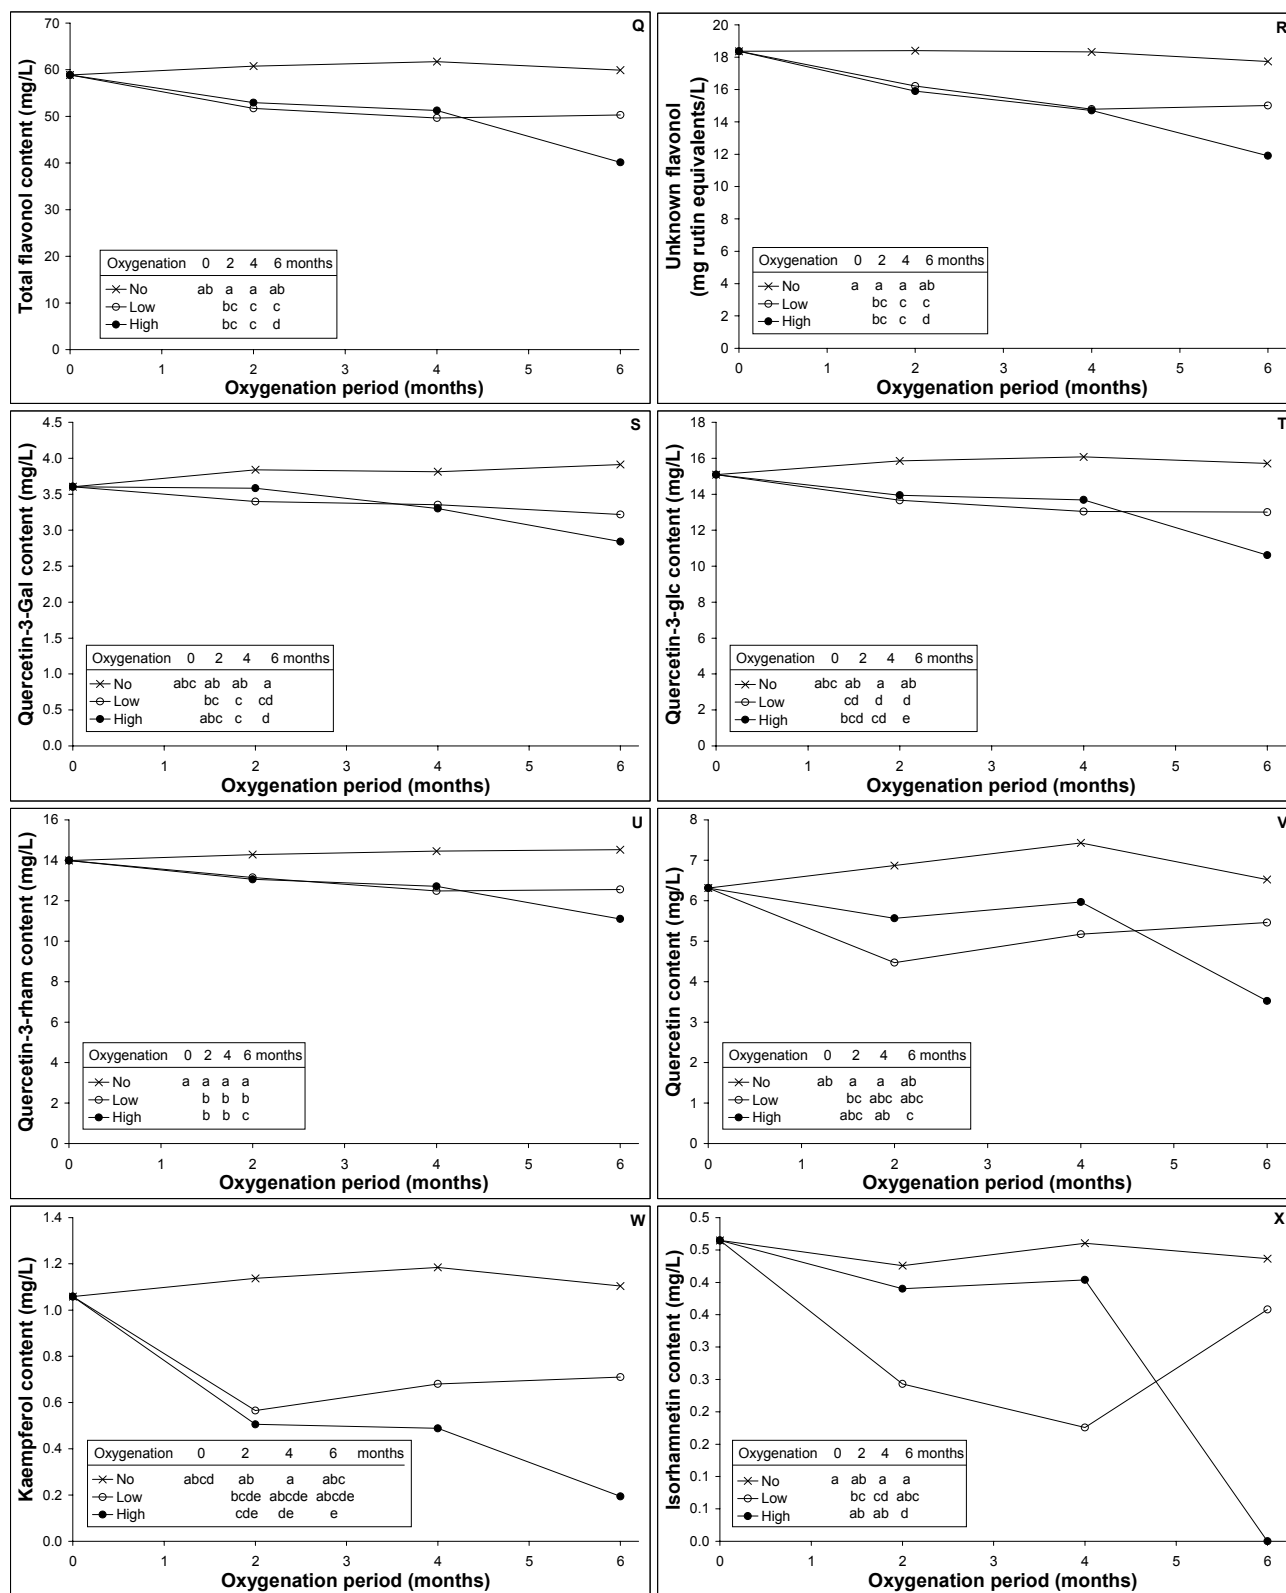 Q
Total flavonol content (mg/L)
70
60
50
40
30
20
10
0
Oxygenation 0 2 4 6 months
No ab a a ab
Low bc c c
High bc c d
0 1 2 3 4 5 6
Oxygenation period (months)
R
Unknown flavonol
(mg rutin equivalents/L)
20
18
16
14
12
10
8
6
4
2
0
Oxygenation 0 2 4 6 months
No a a a ab
Low bc c c
High bc c d
0 1 2 3 4 5 6
Oxygenation period (months)
S
Quercetin-3-Gal content (mg/L)
4.5
4.0
3.5
3.0
2.5
2.0
1.5
1.0
0.5
0.0
Oxygenation 0 2 4 6 months
No abc ab ab a
Low bc c cd
High abc c d
0 1 2 3 4 5 6
Oxygenation period (months)
T
Quercetin-3-glc content (mg/L)
18
16
14
12
10
8
6
4
2
0
Oxygenation 0 2 4 6 months
No abc ab a ab
Low cd d d
High bcd cd e
0 1 2 3 4 5 6
Oxygenation period (months)
U
Quercetin-3-rham content (mg/L)
16
14
12
10
8
6
4
2
0
Oxygenation 0 2 4 6 months
No a a a a
Low b b b
High b b c
0 1 2 3 4 5 6
Oxygenation period (months)
V
Quercetin content (mg/L)
8
7
6
5
4
3
2
1
0
Oxygenation 0 2 4 6 months
No ab a a ab
Low bc abc abc
High abc ab c
0 1 2 3 4 5 6
Oxygenation period (months)
W
Kaempferol content (mg/L)
1.4
1.2
1.0
0.8
0.6
0.4
0.2
0.0
Oxygenation 0 2 4 6 months
No abcd ab a abc
Low bcde abcde abcde
High cde de e
0 1 2 3 4 5 6
Oxygenation period (months)
X
Isorhamnetin content (mg/L)
0.5
0.5
0.4
0.4
0.3
0.3
0.2
0.2
0.1
0.1
0.0
Oxygenation 0 2 4 6 months
No a ab a a
Low bc cd abc
High ab ab d
0 1 2 3 4 5 6
Oxygenation period (months)